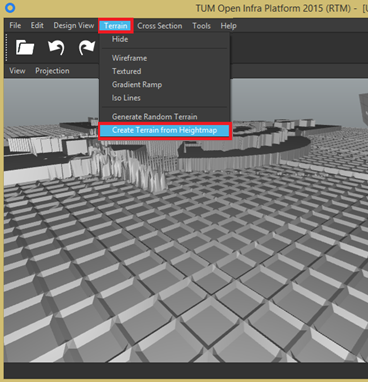 TUM Open Infra Platform 2015 (RTM) - [U
File Edit Design View Terrain Cross Section Tools Help
Hide
View Projection
Wireframe
Textured
Gradient Ramp
Iso Lines
Generate Random Terrain
Create Terrain from Heightmap